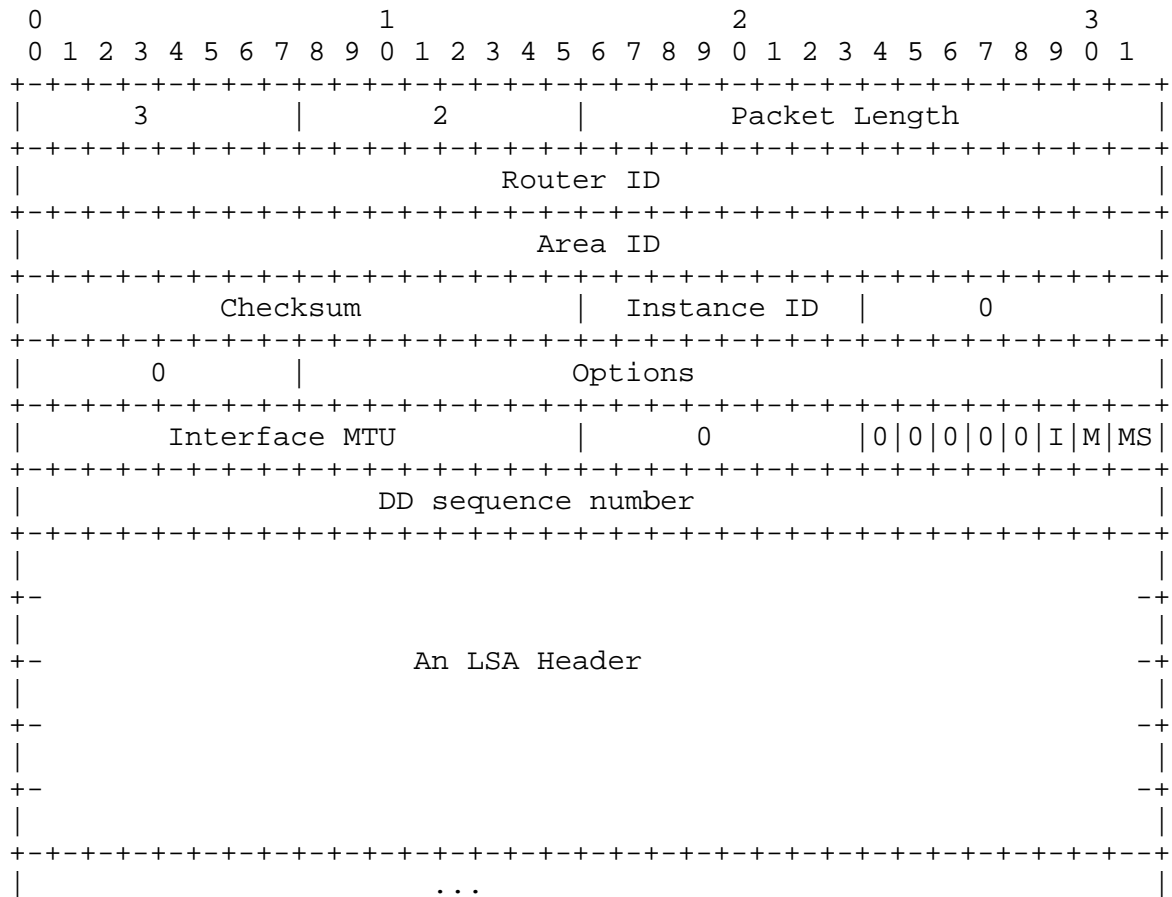 0                   1                   2                   3
 0 1 2 3 4 5 6 7 8 9 0 1 2 3 4 5 6 7 8 9 0 1 2 3 4 5 6 7 8 9 0 1
+-+-+-+-+-+-+-+-+-+-+-+-+-+-+-+-+-+-+-+-+-+-+-+-+-+-+-+-+-+-+-+--+
|      3        |       2       |        Packet Length           |
+-+-+-+-+-+-+-+-+-+-+-+-+-+-+-+-+-+-+-+-+-+-+-+-+-+-+-+-+-+-+-+--+
|                           Router ID                            |
+-+-+-+-+-+-+-+-+-+-+-+-+-+-+-+-+-+-+-+-+-+-+-+-+-+-+-+-+-+-+-+--+
|                             Area ID                            |
+-+-+-+-+-+-+-+-+-+-+-+-+-+-+-+-+-+-+-+-+-+-+-+-+-+-+-+-+-+-+-+--+
|           Checksum            |  Instance ID  |      0         |
+-+-+-+-+-+-+-+-+-+-+-+-+-+-+-+-+-+-+-+-+-+-+-+-+-+-+-+-+-+-+-+--+
|       0       |               Options                          |
+-+-+-+-+-+-+-+-+-+-+-+-+-+-+-+-+-+-+-+-+-+-+-+-+-+-+-+-+-+-+-+--+
|        Interface MTU          |      0        |0|0|0|0|0|I|M|MS|
+-+-+-+-+-+-+-+-+-+-+-+-+-+-+-+-+-+-+-+-+-+-+-+-+-+-+-+-+-+-+-+--+
|                    DD sequence number                          |
+-+-+-+-+-+-+-+-+-+-+-+-+-+-+-+-+-+-+-+-+-+-+-+-+-+-+-+-+-+-+-+--+
|                                                                |
+-                                                              -+
|                                                                |
+-                     An LSA Header                            -+
|                                                                |
+-                                                              -+
|                                                                |
+-                                                              -+
|                                                                |
+-+-+-+-+-+-+-+-+-+-+-+-+-+-+-+-+-+-+-+-+-+-+-+-+-+-+-+-+-+-+-+--+
|                       ...                                      |